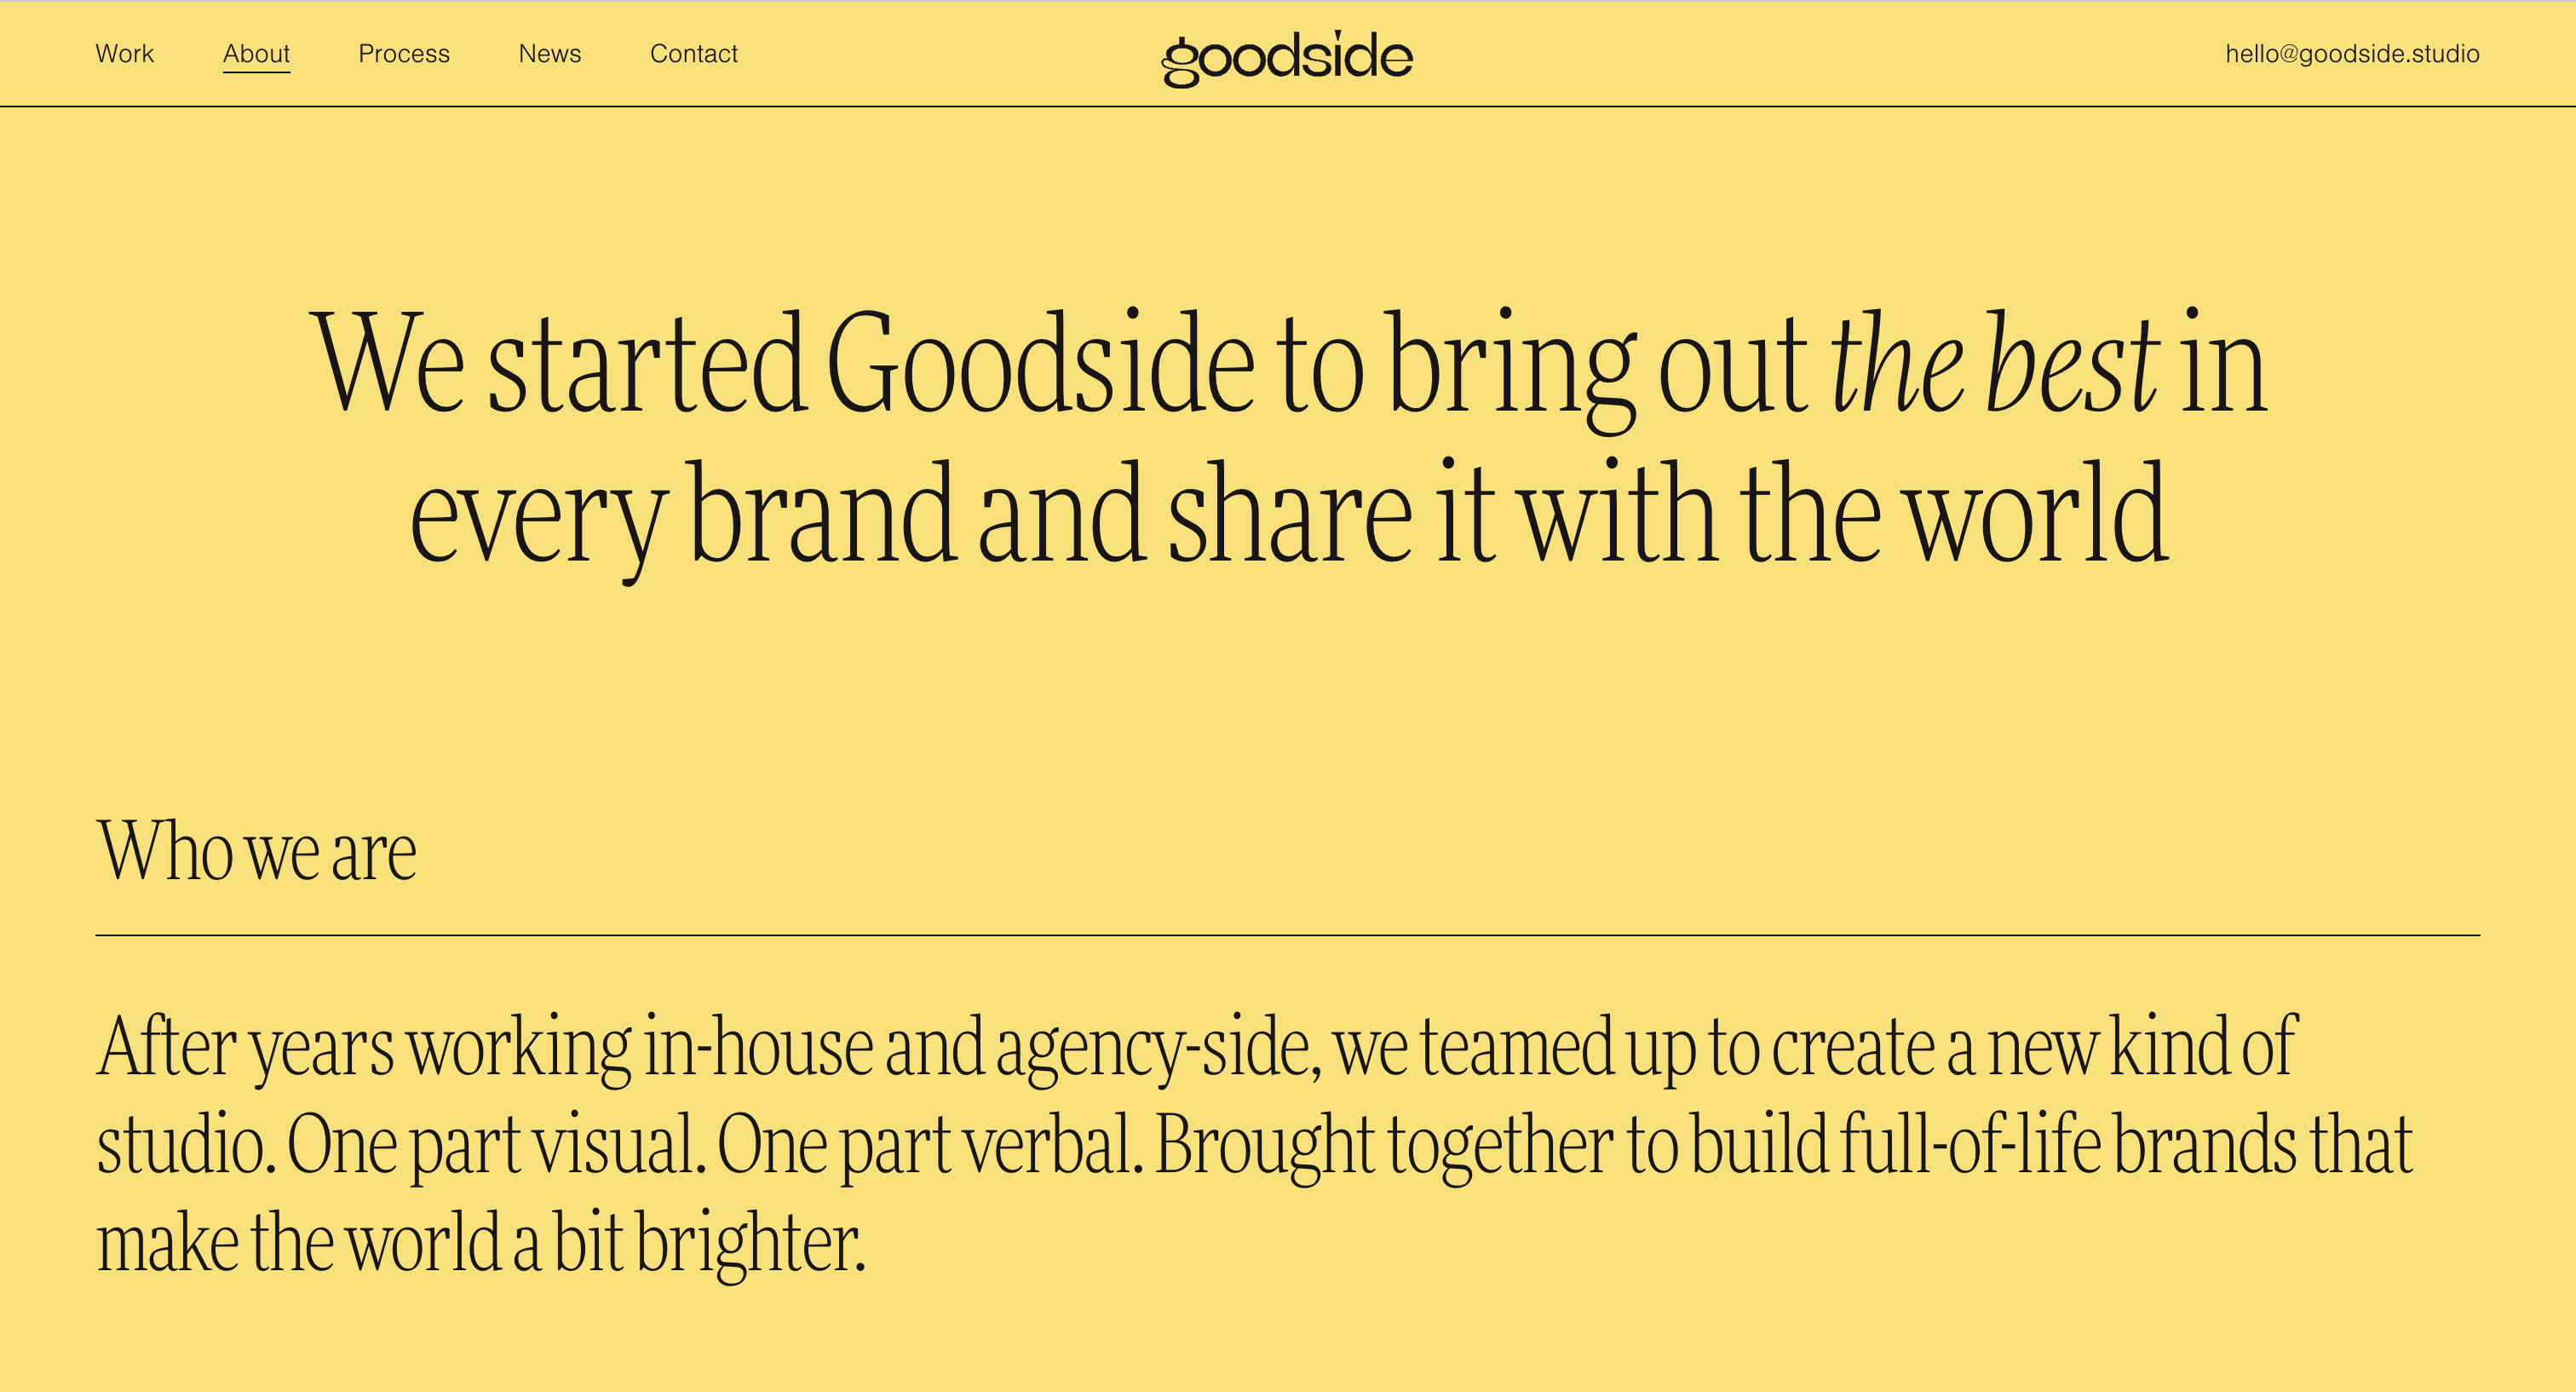 Work About Process News Contact goodside hello@goodside.studio
We started Goodside to bring out the best in
every brand and share it with the world
Who we are
After years working in-house and agency-side, we teamed up to create a new kind of
studio. One part visual. One part verbal. Brought together to build full-of-life brands that
make the world a bit brighter.